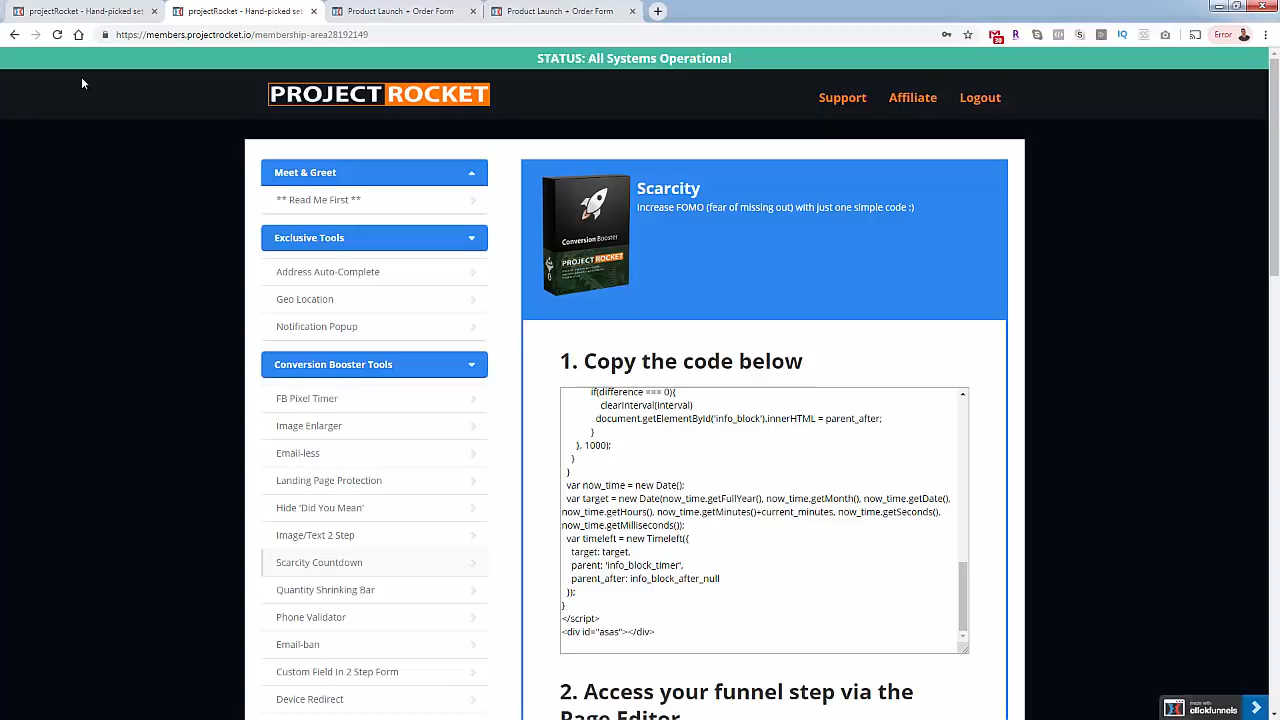 projectRocket - Hand-picked set
projectRocket - Hand-picked set
Product Launch + Order Form
Product Launch + Order Form
https://members.projectrocket.io/membership-area28192149
30
R
S
IQ
Error
STATUS: All Systems Operational
PROJECT ROCKET
Support
Affiliate
Logout
Meet & Greet
** Read Me First **
Exclusive Tools
Address Auto-Complete
Geo Location
Notification Popup
Conversion Booster Tools
FB Pixel Timer
Image Enlarger
Email-less
Landing Page Protection
Hide 'Did You Mean'
Image/Text 2 Step
Scarcity Countdown
Quantity Shrinking Bar
Phone Validator
Email-ban
Custom Field In 2 Step Form
Device Redirect
Conversion Booster
PROJECT ROCKET
Scarcity
Increase FOMO (fear of missing out) with just one simple code :)
1. Copy the code below
if(difference === 0){
clearInterval(interval)
document.getElementById('info_block').innerHTML = parent_after;
}
}, 1000);
}
}
var now_time = new Date();
var target = new Date(now_time.getFullYear(), now_time.getMonth(), now_time.getDate(),
now_time.getHours(), now_time.getMinutes()+current_minutes, now_time.getSeconds(),
now_time.getMilliseconds());
var timeleft = new Timeleft({
target: target,
parent: 'info_block_timer',
parent_after: info_block_after_null
});
}
</script>
<div id="asas"></div>
2. Access your funnel step via the
Page Editor
made with
clickfunnels